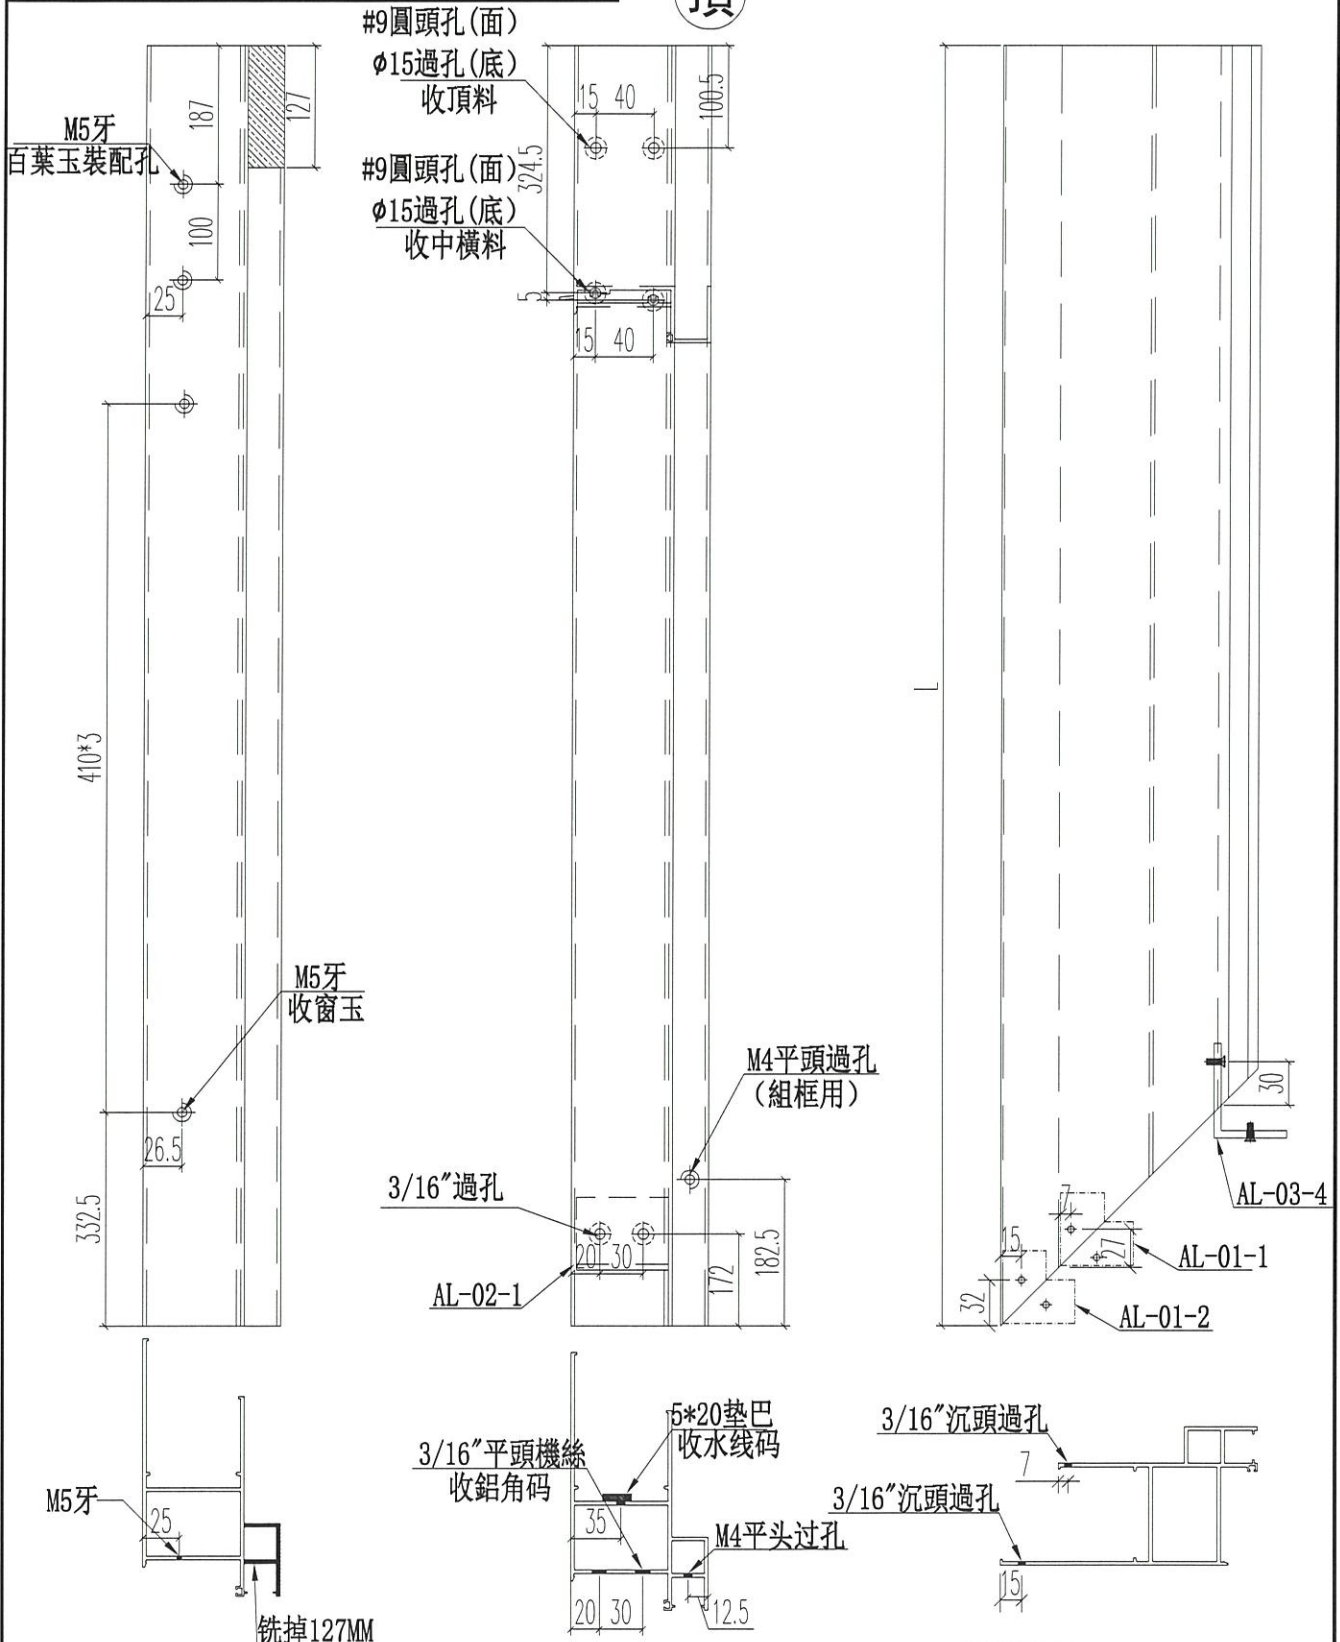 頂
#9圓頭孔(面)
φ15過孔(底)
收頂料
15
40
100.5
187
127
M5牙
百葉玉裝配孔
324.5
#9圓頭孔(面)
φ15過孔(底)
收中橫料
100
25
5
15
40
L
410*3
M5牙
收窗玉
M4平頭過孔
(組框用)
30
26.5
3/16"過孔
AL-03-4
332.5
20
30
172
182.5
7
15
27
AL-01-1
AL-02-1
32
AL-01-2
5*20垫巴
收水线码
3/16"沉頭過孔
3/16"平頭機絲
收鋁角码
7
M5牙
25
35
3/16"沉頭過孔
M4平头过孔
15
20
30
12.5
铣掉127MM